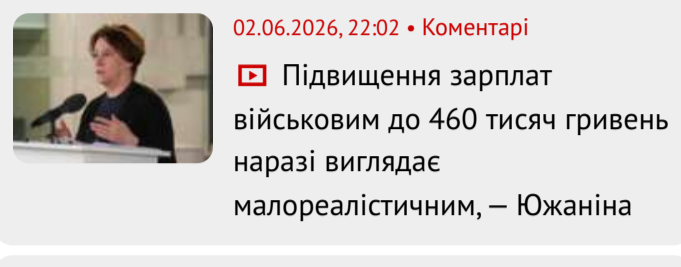 02.06.2026, 22:02 • Коментарі
Підвищення зарплат
військовим до 460 тисяч гривень
наразі виглядає
малореалістичним, — Южаніна